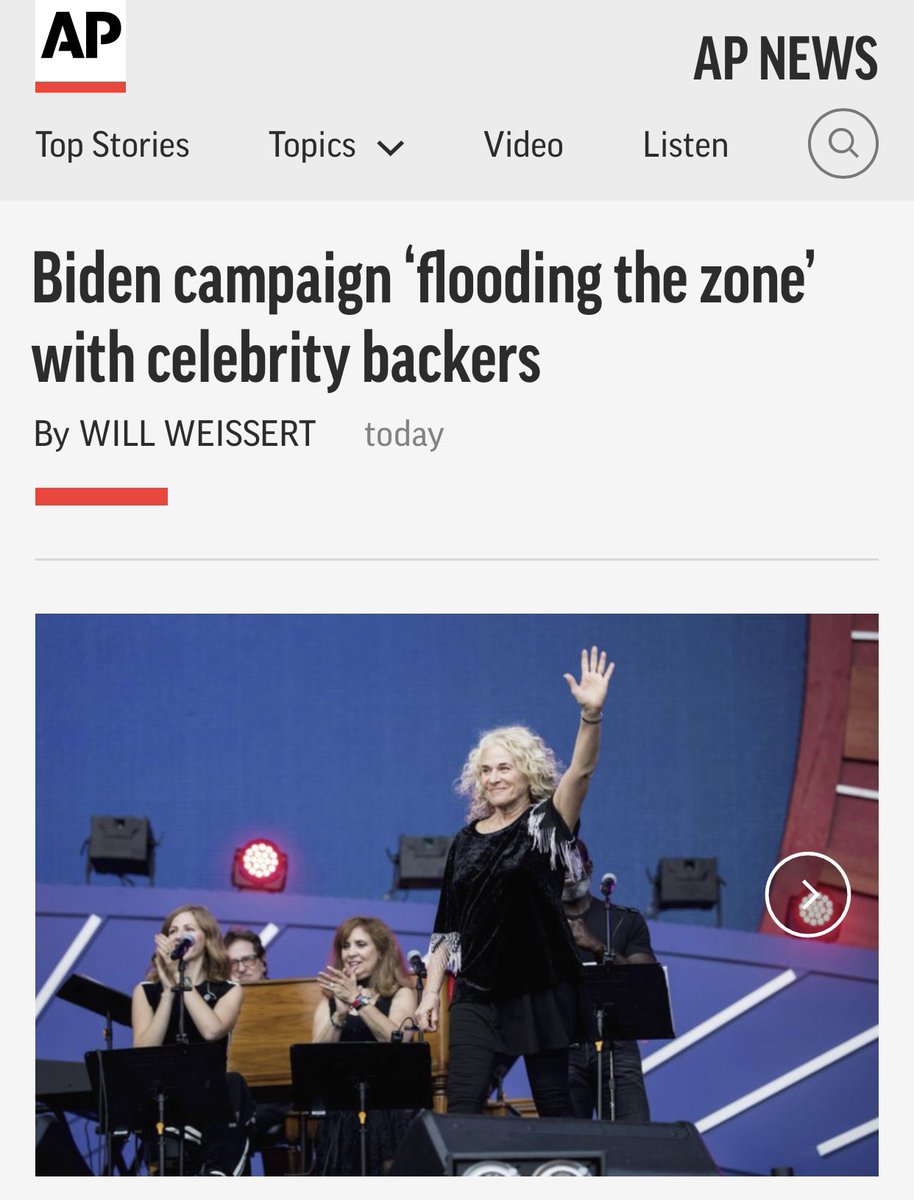 AP
AP NEWS
Top Stories Topics Video Listen
Biden campaign ‘flooding the zone’
with celebrity backers
By WILL WEISSERT today